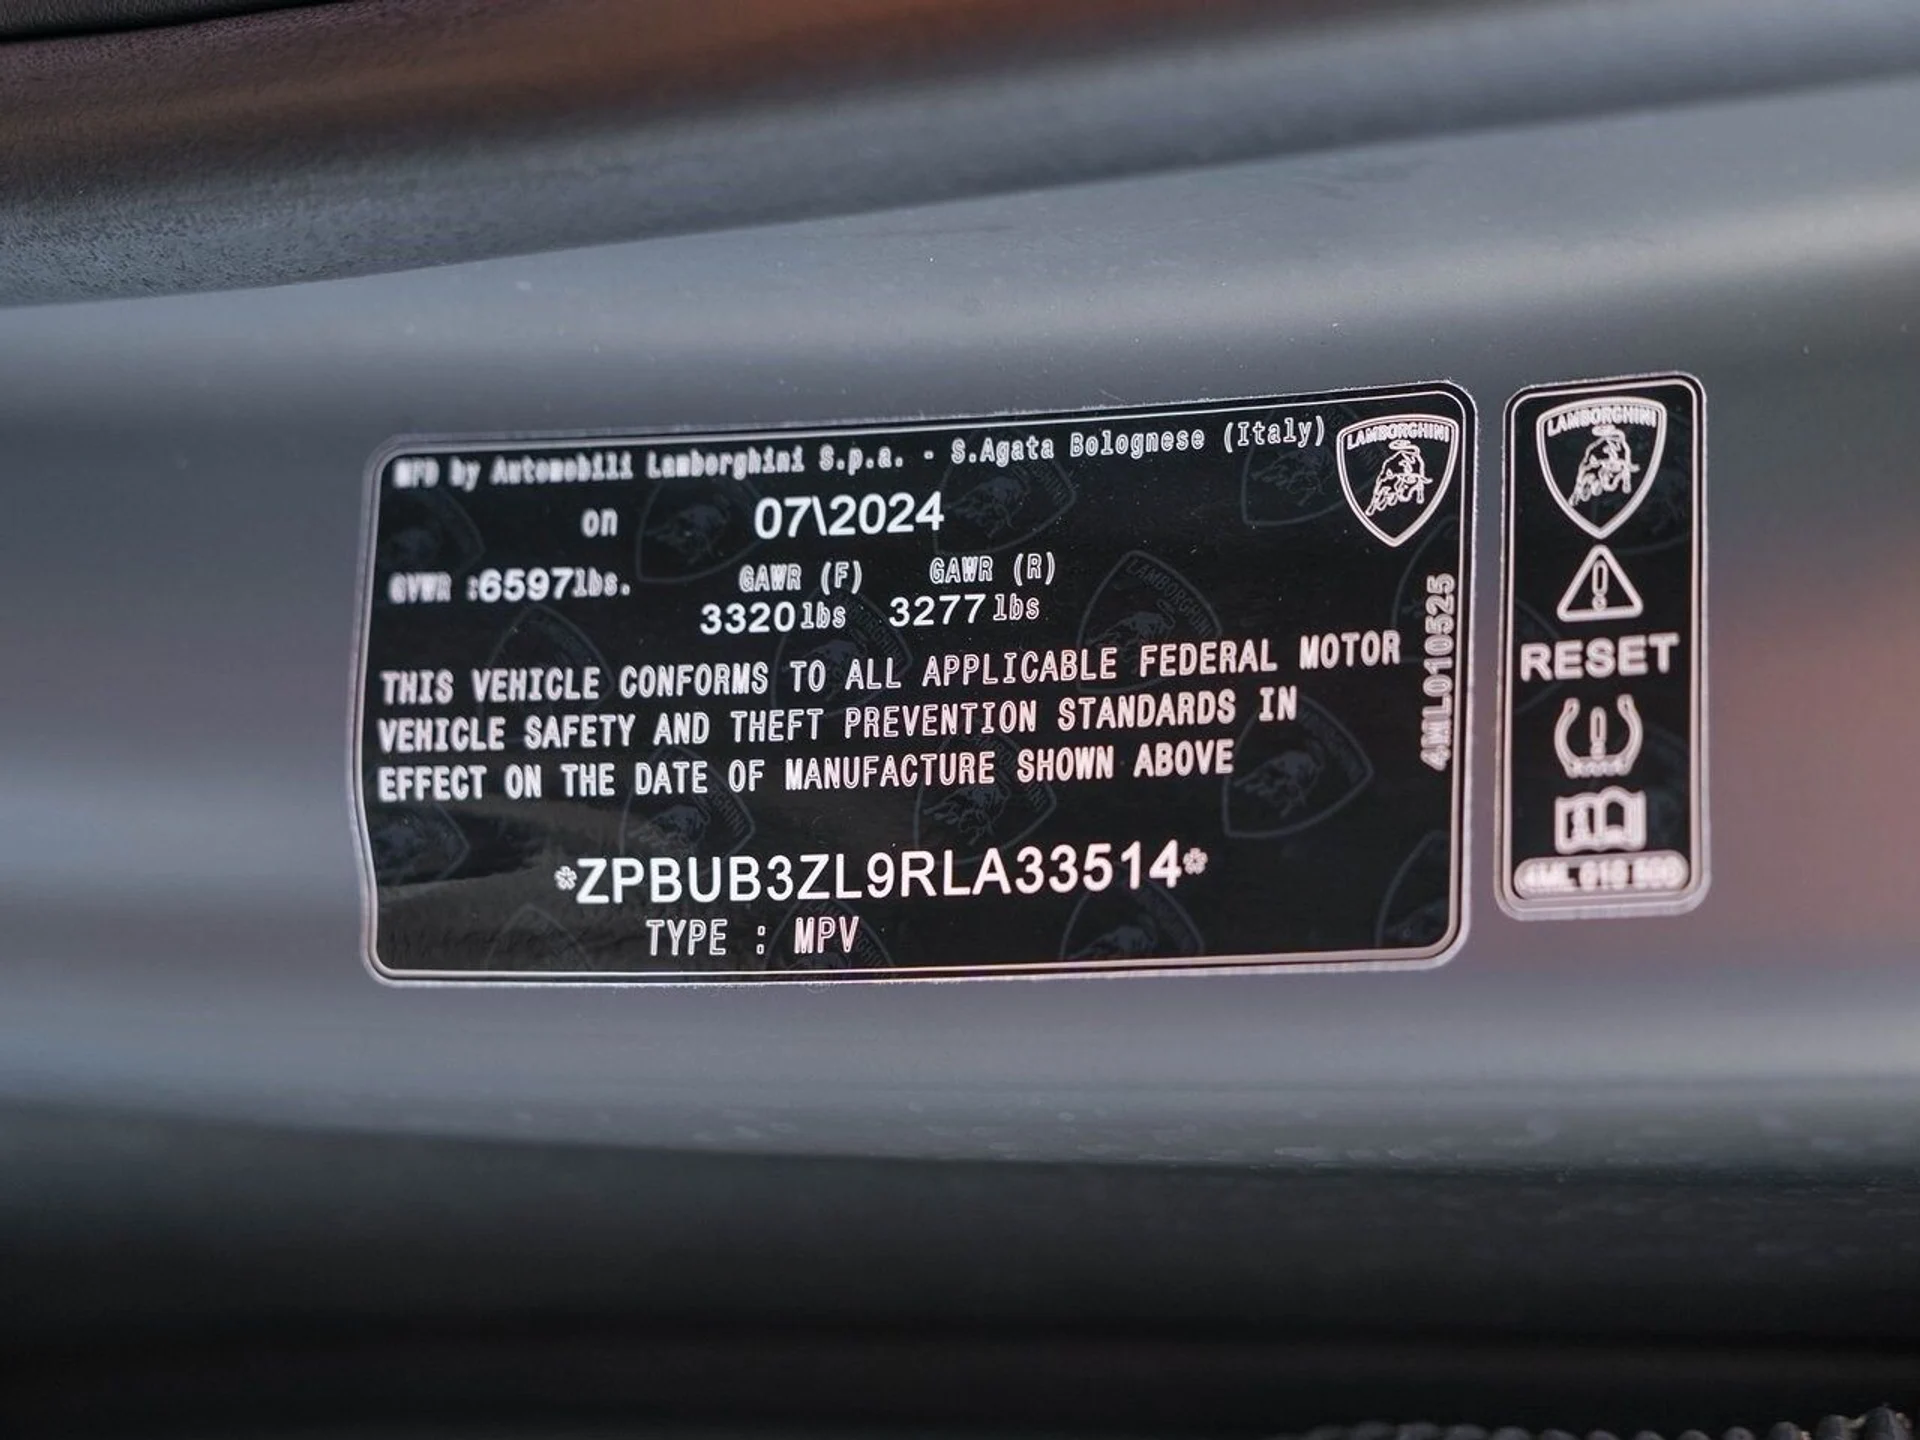 MFD by Automobili Lamborghini S.p.a. - S.Agata Bolognese (Italy)
on 07\2024
GVWR :6597lbs. GAWR (F) GAWR (R)
3320lbs 3277lbs
THIS VEHICLE CONFORMS TO ALL APPLICABLE FEDERAL MOTOR
VEHICLE SAFETY AND THEFT PREVENTION STANDARDS IN
EFFECT ON THE DATE OF MANUFACTURE SHOWN ABOVE
*ZPBUB3ZL9RLA33514*
TYPE : MPV
LAMBORGHINI
4ML010525
LAMBORGHINI
RESET